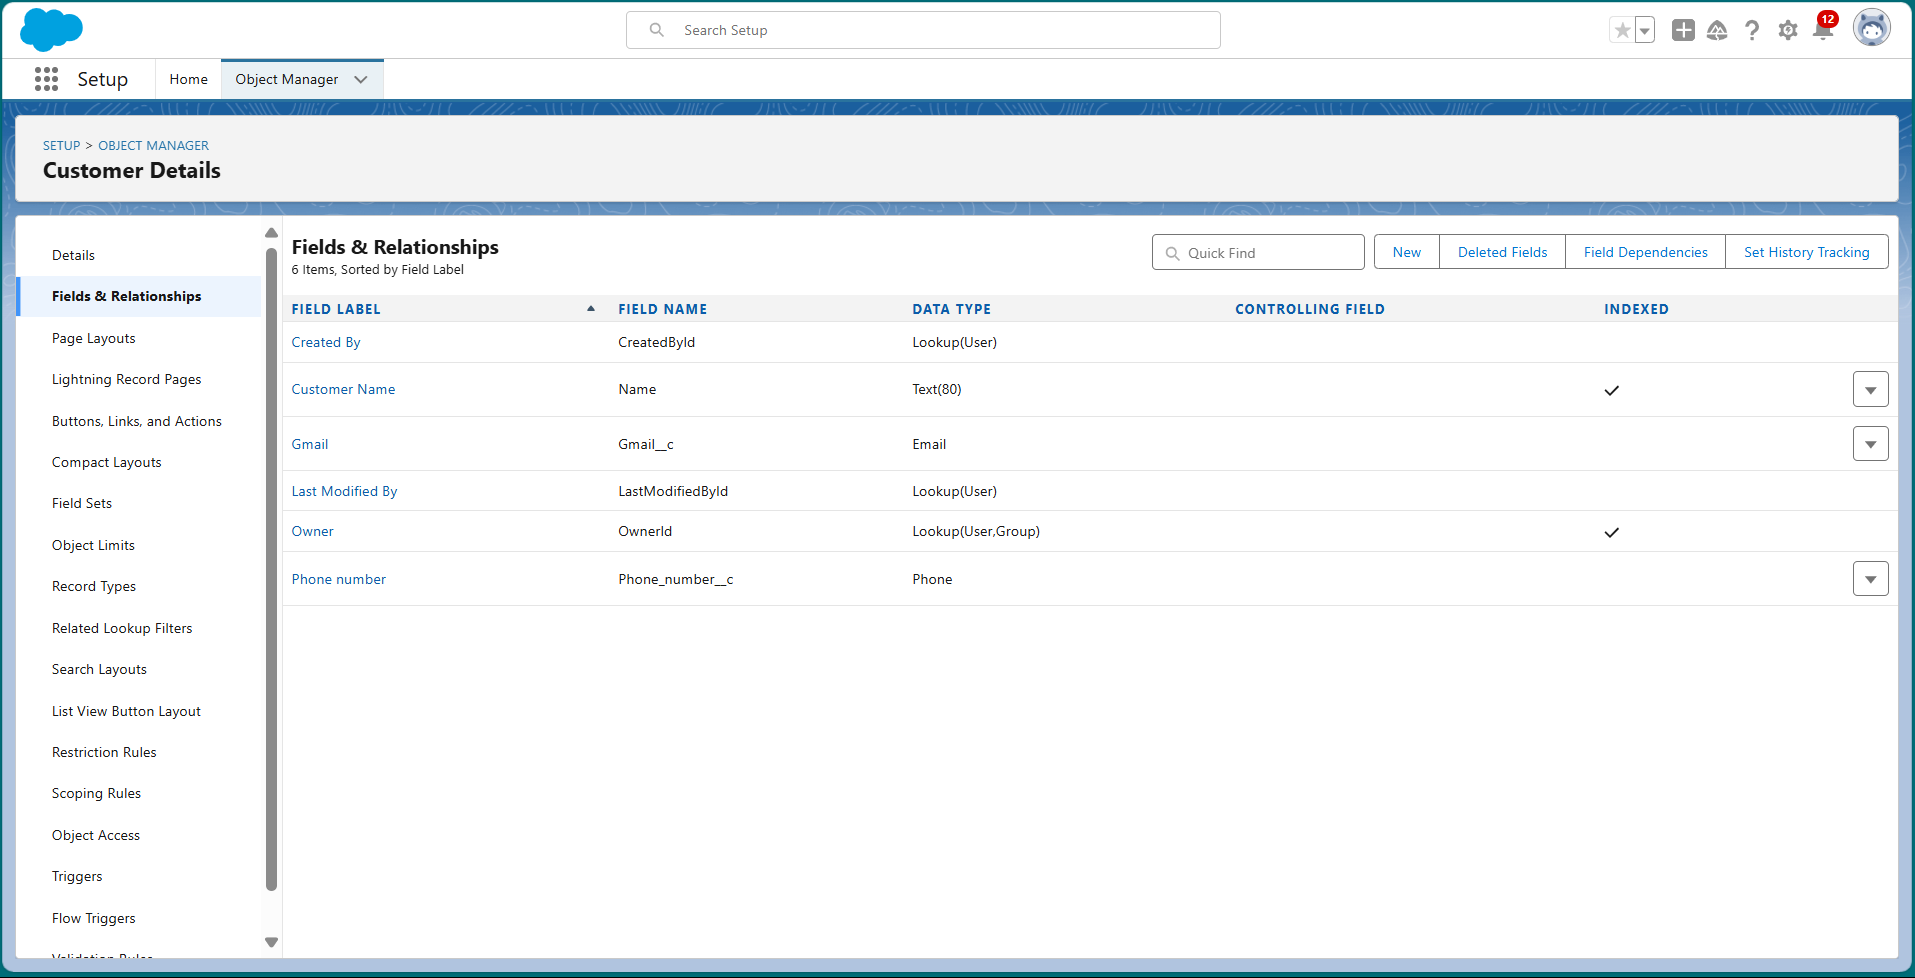 Search Setup
12
Setup
Home
Object Manager
SETUP > OBJECT MANAGER
Customer Details
Details
Fields & Relationships
Page Layouts
Lightning Record Pages
Buttons, Links, and Actions
Compact Layouts
Field Sets
Object Limits
Record Types
Related Lookup Filters
Search Layouts
List View Button Layout
Restriction Rules
Scoping Rules
Object Access
Triggers
Flow Triggers
Validation Rules
Fields & Relationships
6 Items, Sorted by Field Label
Quick Find
New
Deleted Fields
Field Dependencies
Set History Tracking
FIELD LABEL FIELD NAME DATA TYPE CONTROLLING FIELD INDEXED
Created By CreatedById Lookup(User)
Customer Name Name Text(80)
Gmail Gmail__c Email
Last Modified By LastModifiedById Lookup(User)
Owner OwnerId Lookup(User,Group)
Phone number Phone_number__c Phone